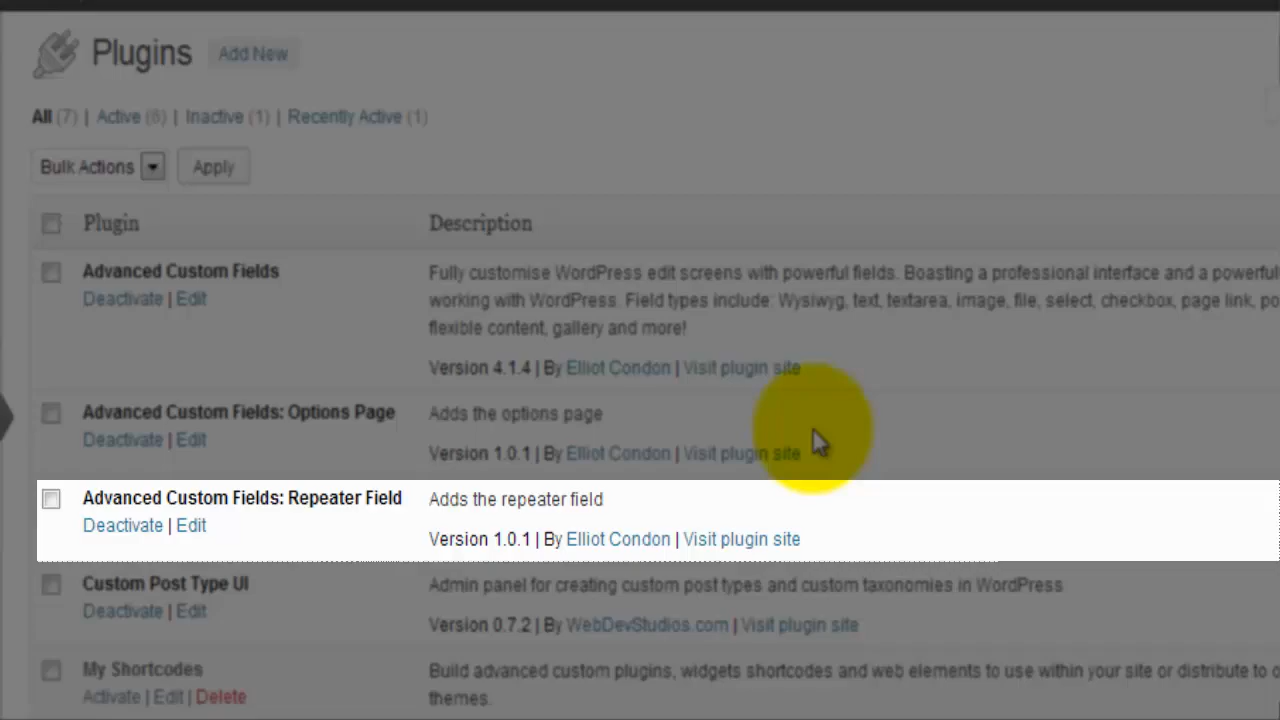 Plugins Add New
All (7) | Active (6) | Inactive (1) | Recently Active (1)
Bulk Actions Apply
Plugin Description
Advanced Custom Fields Fully customise WordPress edit screens with powerful fields. Boasting a professional interface and a powerful
Deactivate | Edit working with WordPress. Field types include: Wysiwyg, text, textarea, image, file, select, checkbox, page link, po
flexible content, gallery and more!
Version 4.1.4 | By Elliot Condon | Visit plugin site
Advanced Custom Fields: Options Page Adds the options page
Deactivate | Edit
Version 1.0.1 | By Elliot Condon | Visit plugin site
Advanced Custom Fields: Repeater Field Adds the repeater field
Deactivate | Edit
Version 1.0.1 | By Elliot Condon | Visit plugin site
Custom Post Type UI Admin panel for creating custom post types and custom taxonomies in WordPress
Deactivate | Edit
Version 0.7.2 | By WebDevStudios.com | Visit plugin site
My Shortcodes Build advanced custom plugins, widgets shortcodes and web elements to use within your site or distribute to
Activate | Edit | Delete themes.